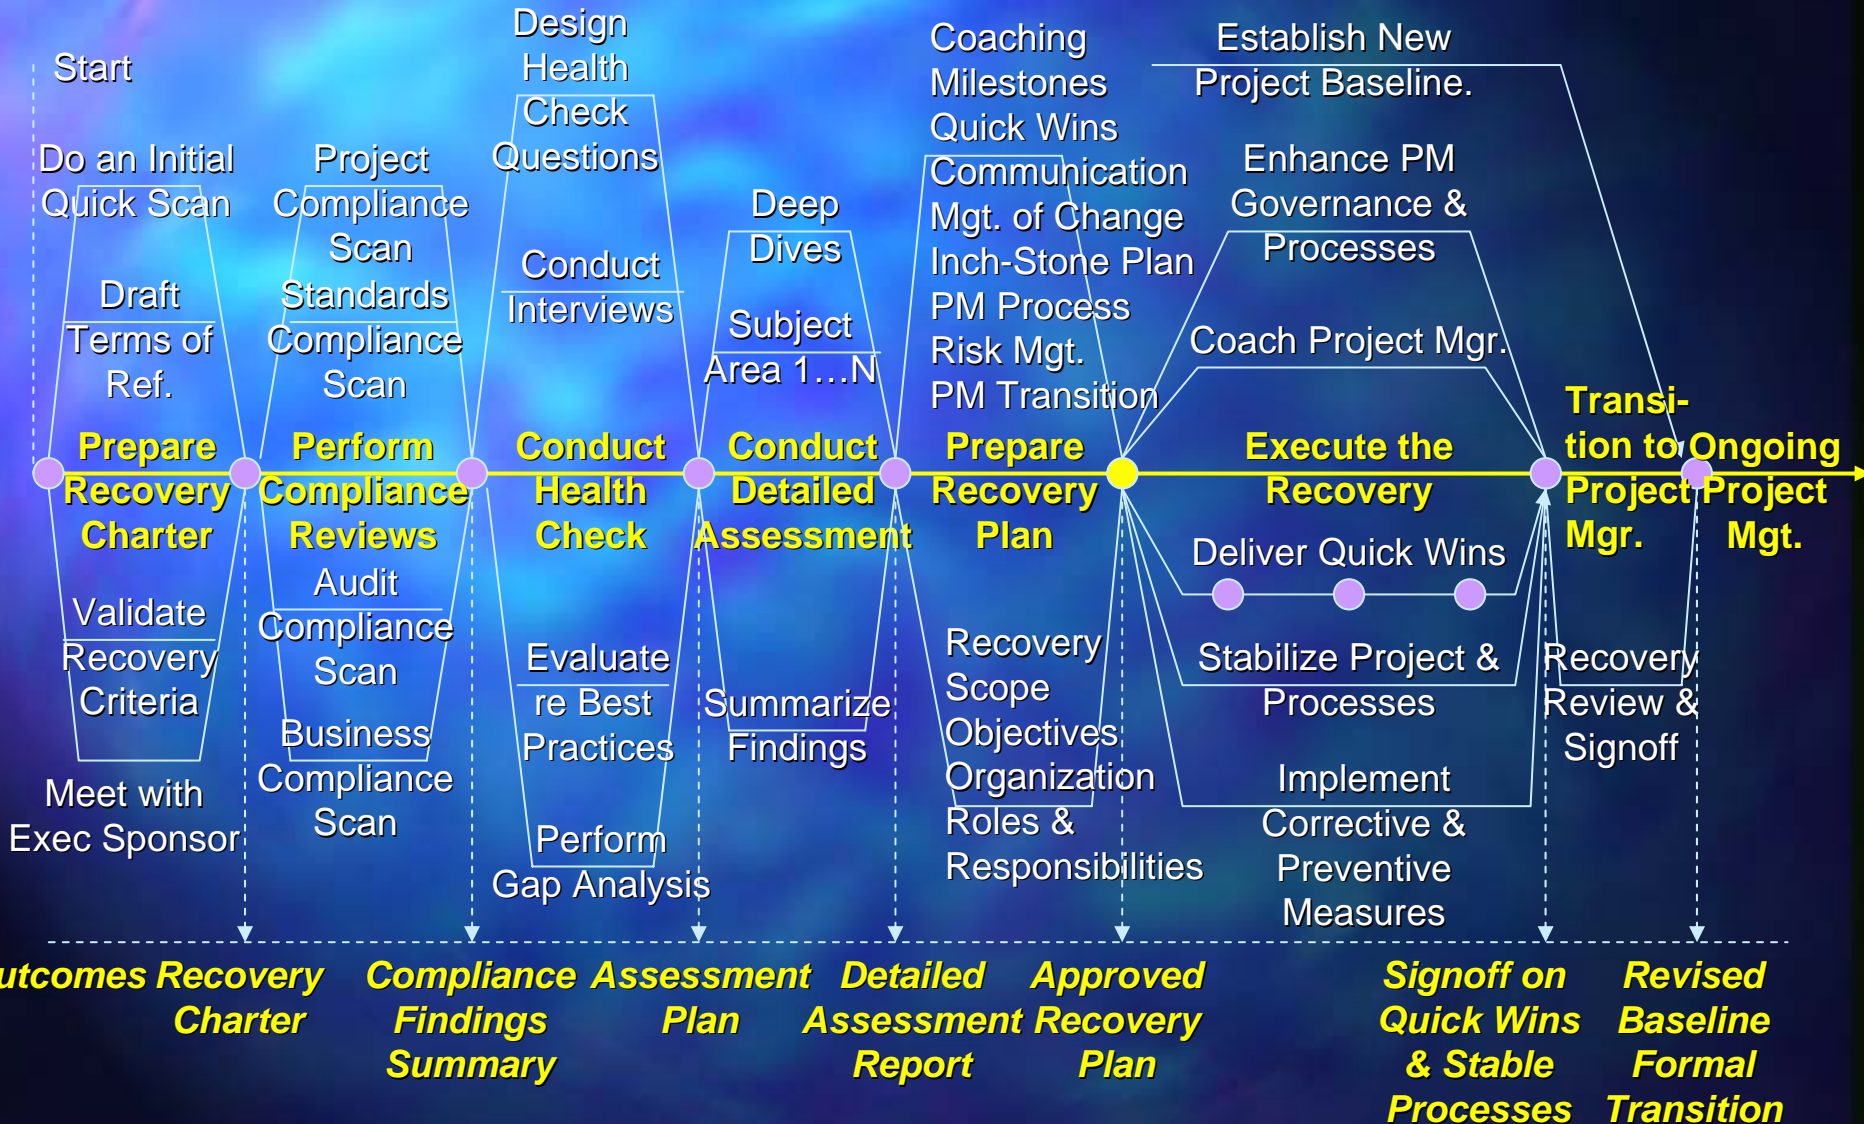 Start
Do an Initial
Quick Scan
Draft
Terms of
Ref.
Prepare
Recovery
Charter
Validate
Recovery
Criteria
Meet with
Exec Sponsor
Project
Compliance
Scan
Standards
Compliance
Scan
Perform
Compliance
Reviews
Audit
Compliance
Scan
Business
Compliance
Scan
Design
Health
Check
Questions
Conduct
Interviews
Conduct
Health
Check
Evaluate
re Best
Practices
Perform
Gap Analysis
Deep
Dives
Subject
Area 1…N
Conduct
Detailed
Assessment
Summarize
Findings
Coaching
Milestones
Quick Wins
Communication
Mgt. of Change
Inch-Stone Plan
PM Process
Risk Mgt.
PM Transition
Prepare
Recovery
Plan
Recovery
Scope
Objectives
Organization
Roles &
Responsibilities
Establish New
Project Baseline.
Enhance PM
Governance &
Processes
Coach Project Mgr.
Execute the
Recovery
Deliver Quick Wins
Stabilize Project &
Processes
Implement
Corrective &
Preventive
Measures
Transi-
tion to
Project
Mgr.
Recovery
Review &
Signoff
Ongoing
Project
Mgt.
utcomes
Recovery
Charter
Compliance
Findings
Summary
Assessment
Plan
Detailed
Assessment
Report
Approved
Recovery
Plan
Signoff on
Quick Wins
& Stable
Processes
Revised
Baseline
Formal
Transition